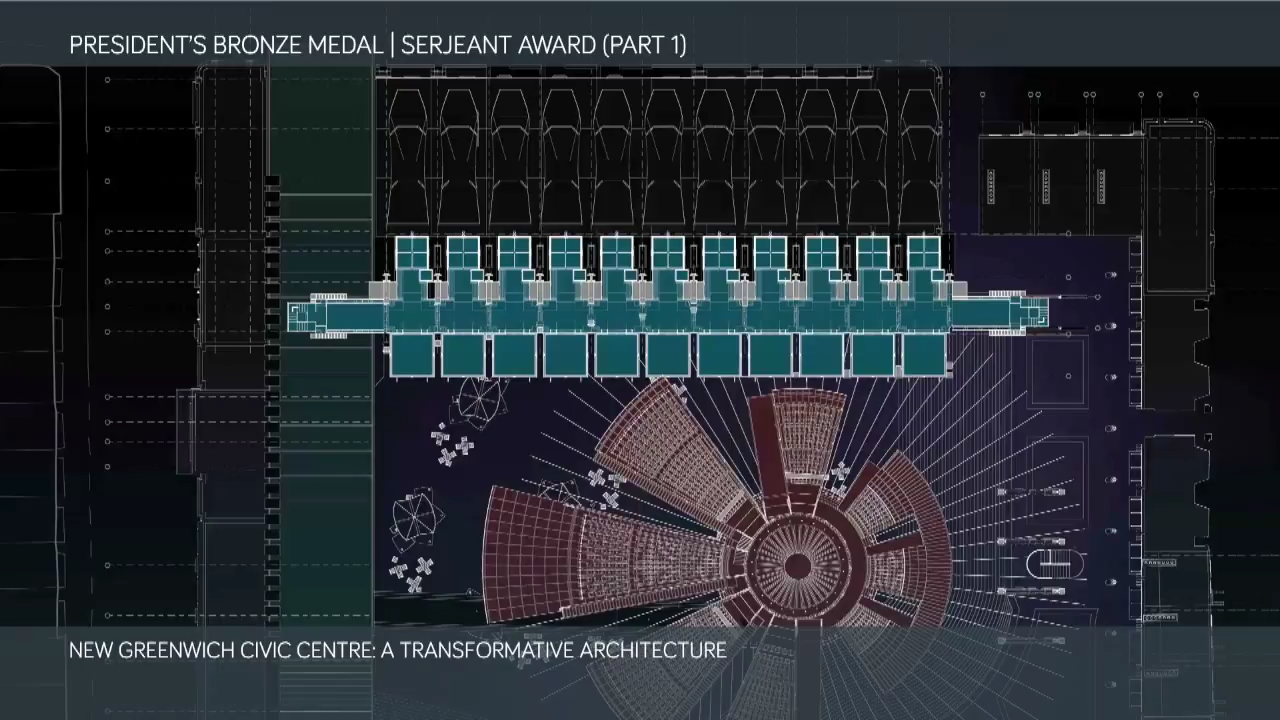 PRESIDENT'S BRONZE MEDAL | SERJEANT AWARD (PART 1)
NEW GREENWICH CIVIC CENTRE: A TRANSFORMATIVE ARCHITECTURE